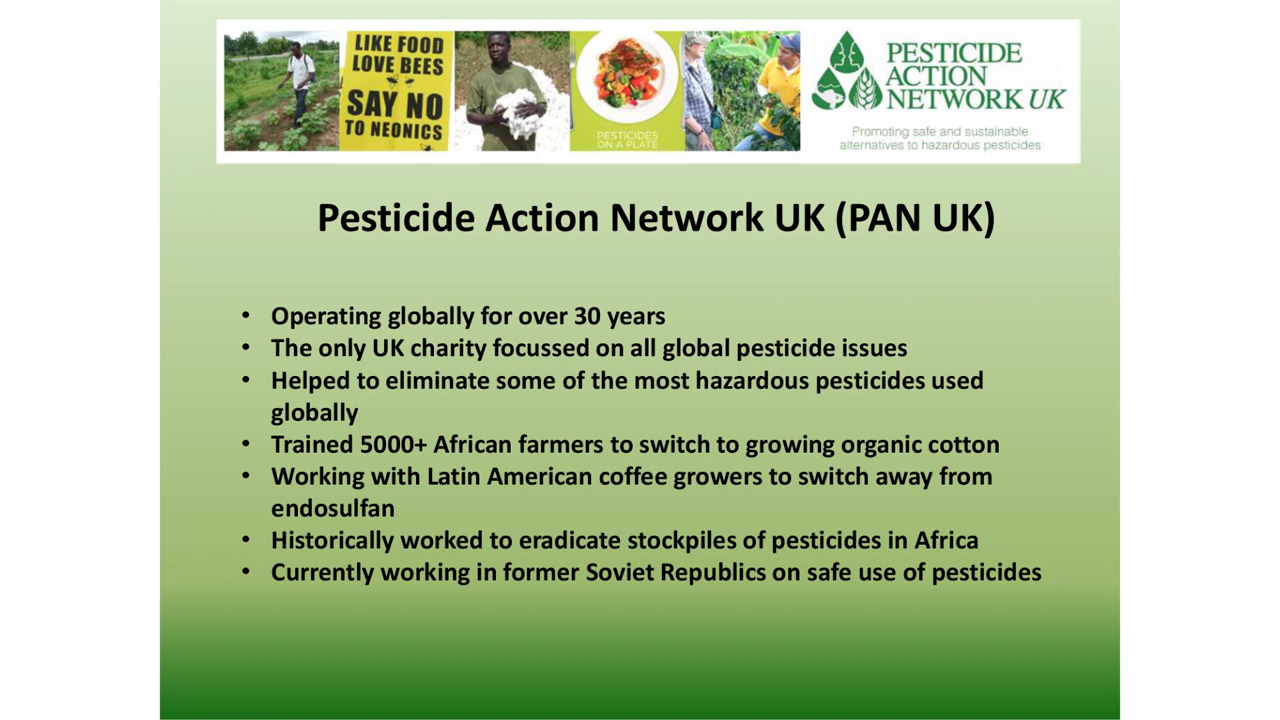 LIKE FOOD
LOVE BEES
SAY NO
TO NEONICS
PESTICIDES
ON A PLATE
PESTICIDE
ACTION
NETWORK UK
Promoting safe and sustainable
alternatives to hazardous pesticides
Pesticide Action Network UK (PAN UK)
• Operating globally for over 30 years
• The only UK charity focussed on all global pesticide issues
• Helped to eliminate some of the most hazardous pesticides used
globally
• Trained 5000+ African farmers to switch to growing organic cotton
• Working with Latin American coffee growers to switch away from
endosulfan
• Historically worked to eradicate stockpiles of pesticides in Africa
• Currently working in former Soviet Republics on safe use of pesticides